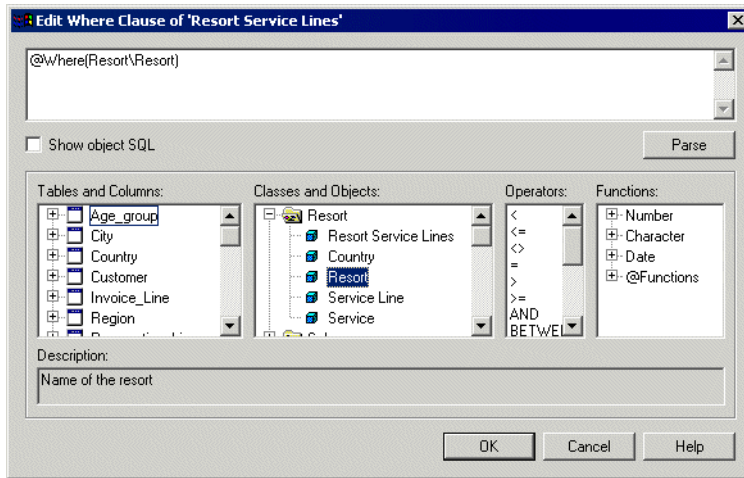 Edit Where Clause of 'Resort Service Lines'
@Where(Resort\Resort)
Show object SQL
Parse
Tables and Columns:
Age_group
City
Country
Customer
Invoice_Line
Region
Classes and Objects:
Resort
Resort Service Lines
Country
Resort
Service Line
Service
Operators:
<
<=
<>
=
>
>=
AND
BETWEE
Functions:
Number
Character
Date
@Functions
Description:
Name of the resort
OK
Cancel
Help